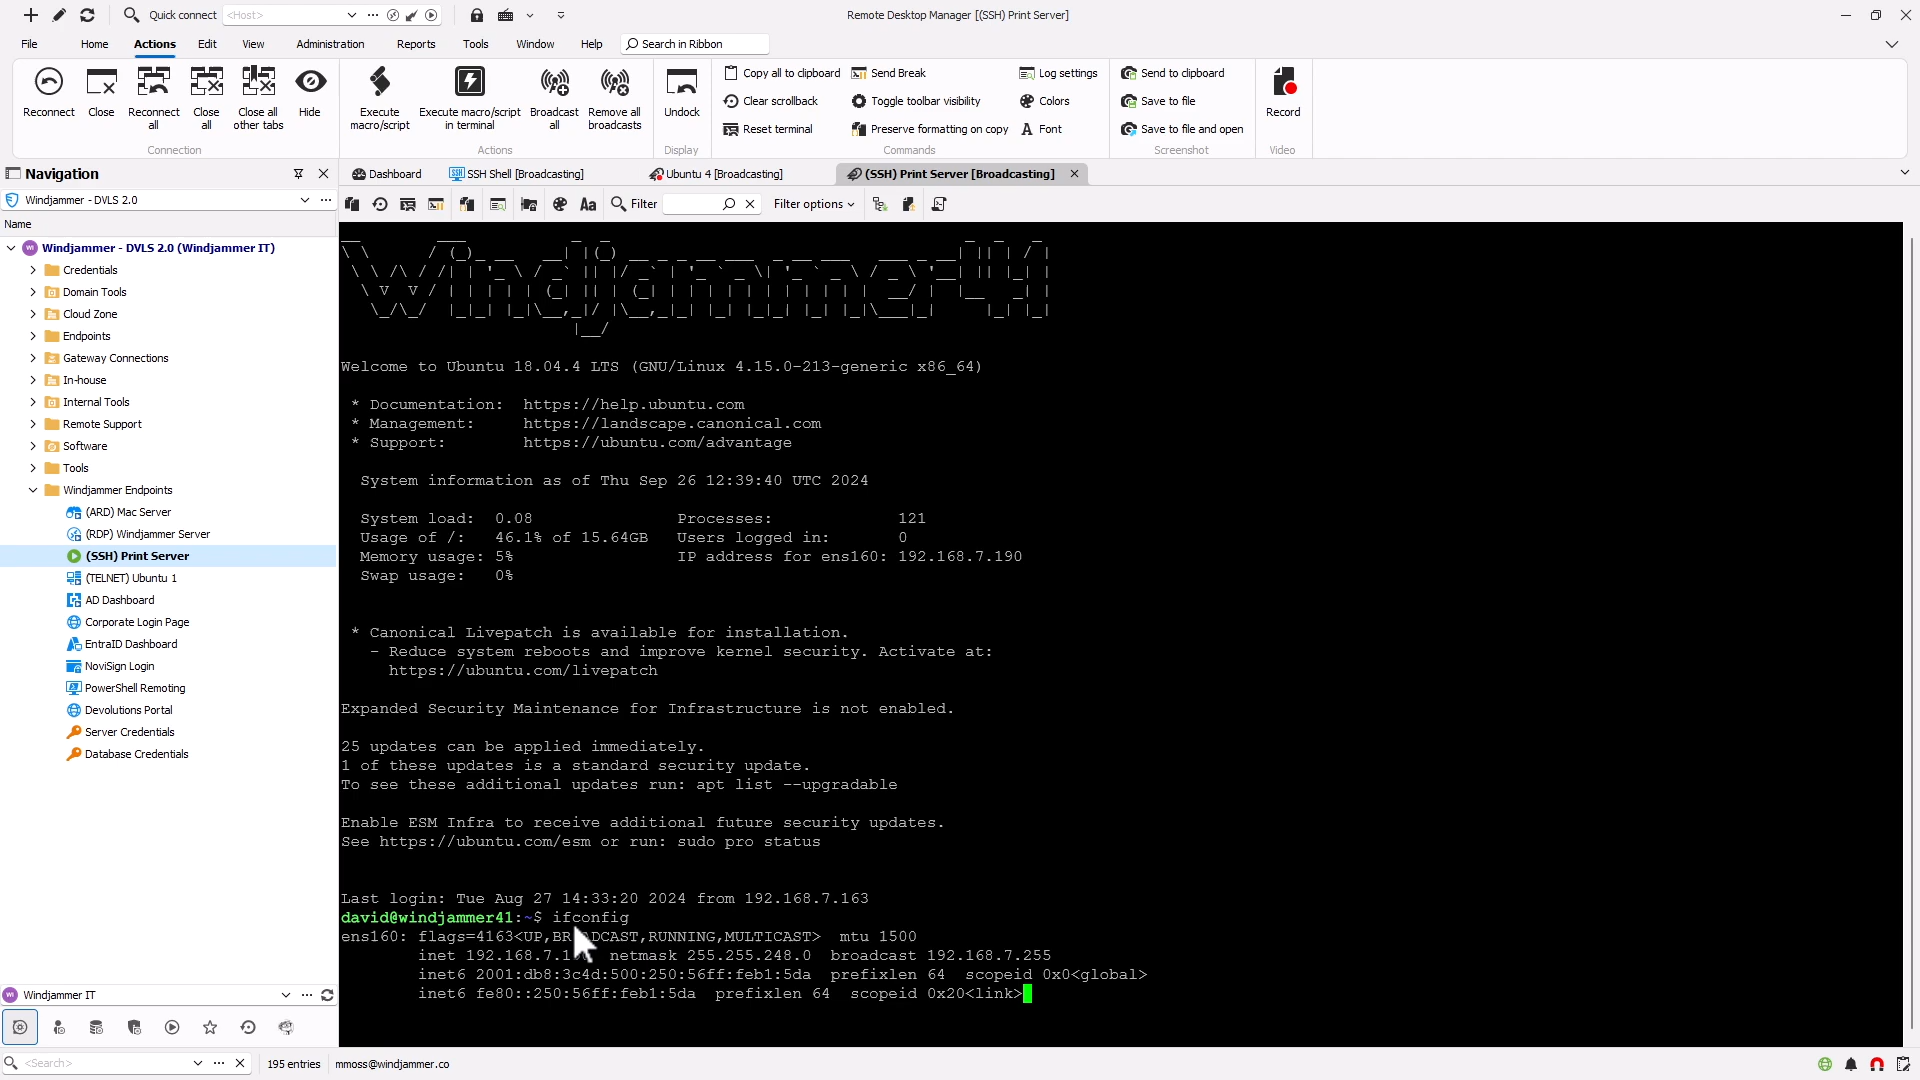 Quick connect <Host> Remote Desktop Manager [(SSH) Print Server]
File Home Actions Edit View Administration Reports Tools Window Help Search in Ribbon
Reconnect
Close
Reconnect all
Close all
Close all other tabs
Hide
Connection
Execute macro/script
Execute macro/script in terminal
Broadcast all
Remove all broadcasts
Actions
Undock
Display
Copy all to clipboard
Clear scrollback
Reset terminal
Send Break
Toggle toolbar visibility
Preserve formatting on copy
Log settings
Colors
Font
Commands
Send to clipboard
Save to file
Save to file and open
Screenshot
Record
Video
Navigation
Windjammer - DVLS 2.0
Name
Windjammer - DVLS 2.0 (Windjammer IT)
Credentials
Domain Tools
Cloud Zone
Endpoints
Gateway Connections
In-house
Internal Tools
Remote Support
Software
Tools
Windjammer Endpoints
(ARD) Mac Server
(RDP) Windjammer Server
(SSH) Print Server
(TELNET) Ubuntu 1
AD Dashboard
Corporate Login Page
EntraID Dashboard
NoviSign Login
PowerShell Remoting
Devolutions Portal
Server Credentials
Database Credentials
Windjammer IT
<Search> 195 entries mmoss@windjammer.co
Dashboard SSH Shell [Broadcasting] Ubuntu 4 [Broadcasting] (SSH) Print Server [Broadcasting]
Aa Filter Filter options
Windjammer41
Welcome to Ubuntu 18.04.4 LTS (GNU/Linux 4.15.0-213-generic x86_64)
* Documentation: https://help.ubuntu.com
* Management: https://landscape.canonical.com
* Support: https://ubuntu.com/advantage
System information as of Thu Sep 26 12:39:40 UTC 2024
System load: 0.08 Processes: 121
Usage of /: 46.1% of 15.64GB Users logged in: 0
Memory usage: 5% IP address for ens160: 192.168.7.190
Swap usage: 0%
* Canonical Livepatch is available for installation.
- Reduce system reboots and improve kernel security. Activate at:
https://ubuntu.com/livepatch
Expanded Security Maintenance for Infrastructure is not enabled.
25 updates can be applied immediately.
1 of these updates is a standard security update.
To see these additional updates run: apt list --upgradable
Enable ESM Infra to receive additional future security updates.
See https://ubuntu.com/esm or run: sudo pro status
Last login: Tue Aug 27 14:33:20 2024 from 192.168.7.163
david@windjammer41:~$ ifconfig
ens160: flags=4163<UP,BROADCAST,RUNNING,MULTICAST> mtu 1500
inet netmask 255.255.248.0 broadcast 192.168.7.255
inet6 2001:db8:3c4d:500:250:56ff:feb1:5da prefixlen 64 scopeid 0x0<global>
inet6 fe80::250:56ff:feb1:5da prefixlen 64 scopeid 0x20<link>